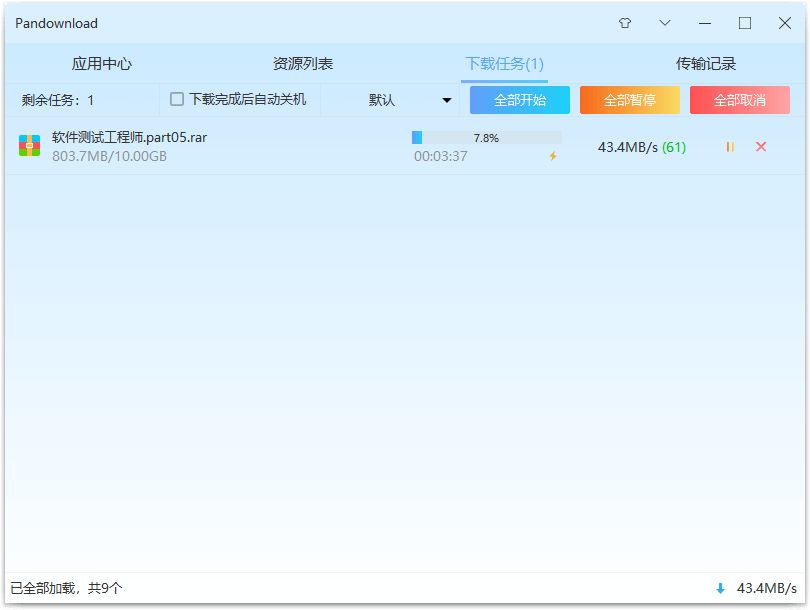 Pandownload
应用中心 资源列表 下载任务(1) 传输记录
剩余任务：1 下载完成后自动关机 默认 全部开始 全部暂停 全部取消
软件测试工程师.part05.rar 7.8% 43.4MB/s (61)
803.7MB/10.00GB 00:03:37
已全部加载，共9个 43.4MB/s